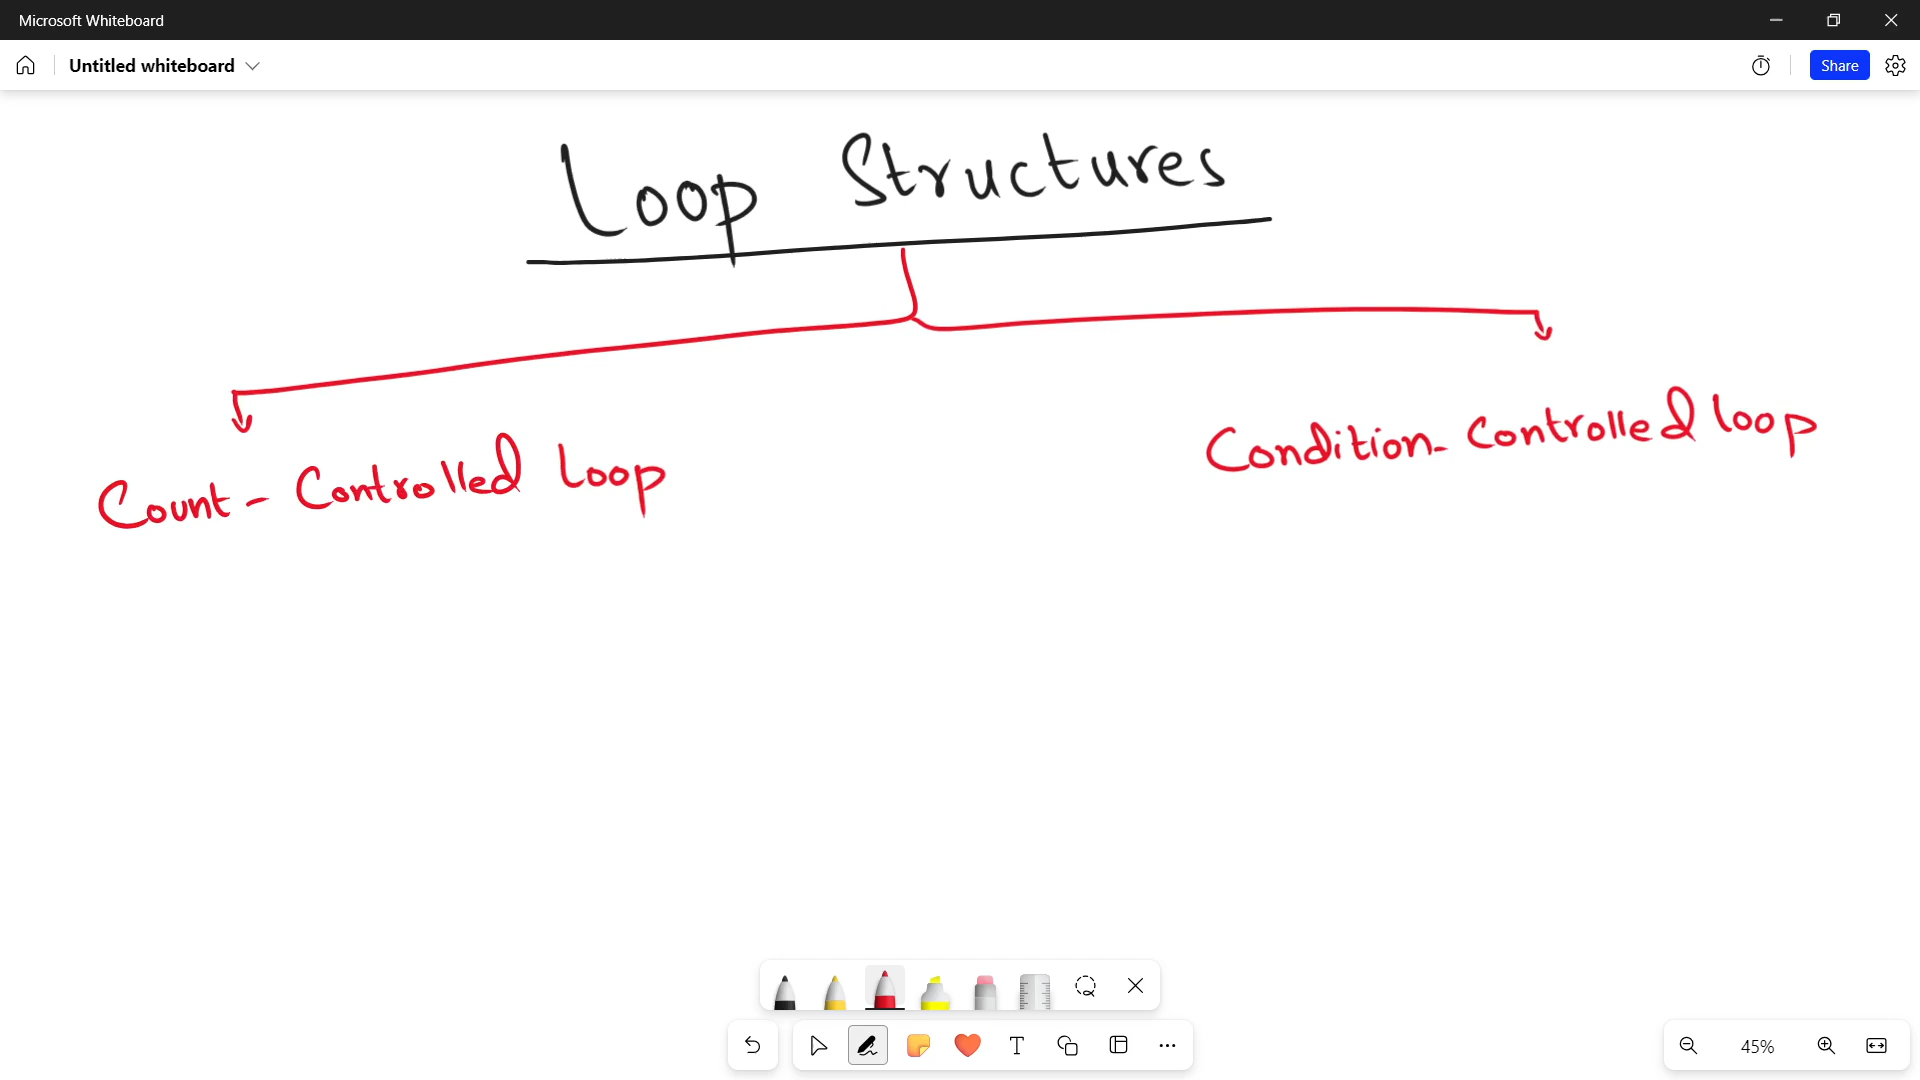 Microsoft Whiteboard
Untitled whiteboard
Share
Loop Structures
Count - Controlled Loop
Condition - Controlled loop
T
45%